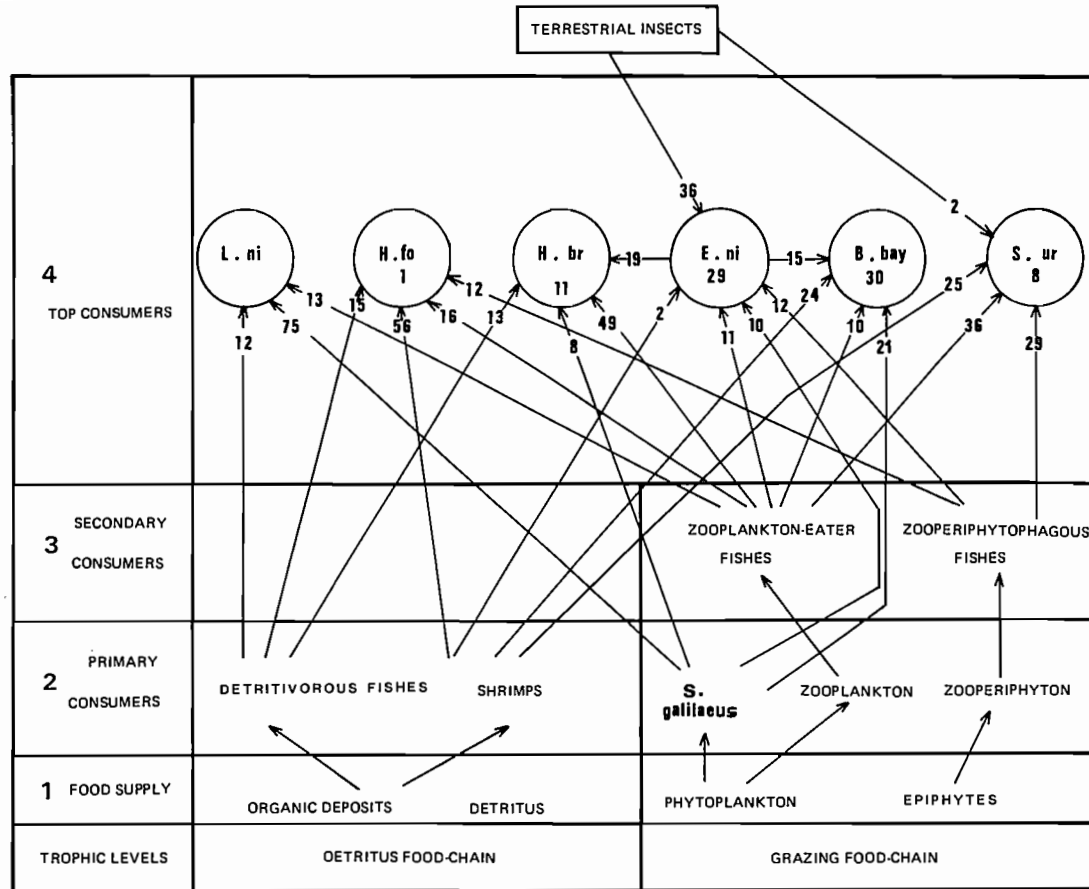 TERRESTRIAL INSECTS
36
2
L. ni
H. fo
1
H. br
11
E. ni
29
B. bay
30
S. ur
8
19
15
4
TOP CONSUMERS
13
75
12
15
56
16
12
13
49
8
2
11
10
12
24
10
21
25
36
29
3
SECONDARY
CONSUMERS
ZOOPLANKTON-EATER
FISHES
ZOOPERIPHYTOPHAGOUS
FISHES
2
PRIMARY
CONSUMERS
DETRITIVOROUS FISHES
SHRIMPS
S.
galilaeus
ZOOPLANKTON
ZOOPERIPHYTON
1 FOOD SUPPLY
ORGANIC DEPOSITS
DETRITUS
PHYTOPLANKTON
EPIPHYTES
TROPHIC LEVELS
OETRITUS FOOD-CHAIN
GRAZING FOOD-CHAIN